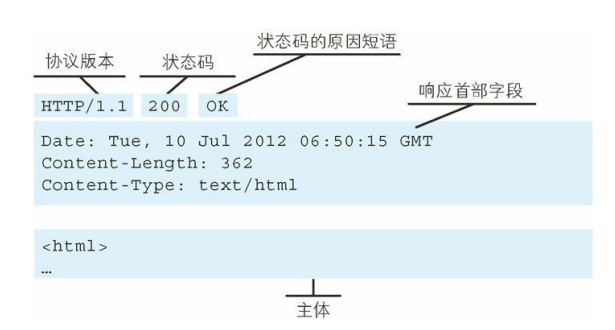 状态码的原因短语
协议版本 状态码
响应首部字段
HTTP/1.1 200 OK
Date: Tue, 10 Jul 2012 06:50:15 GMT
Content-Length: 362
Content-Type: text/html
<html>
…
主体